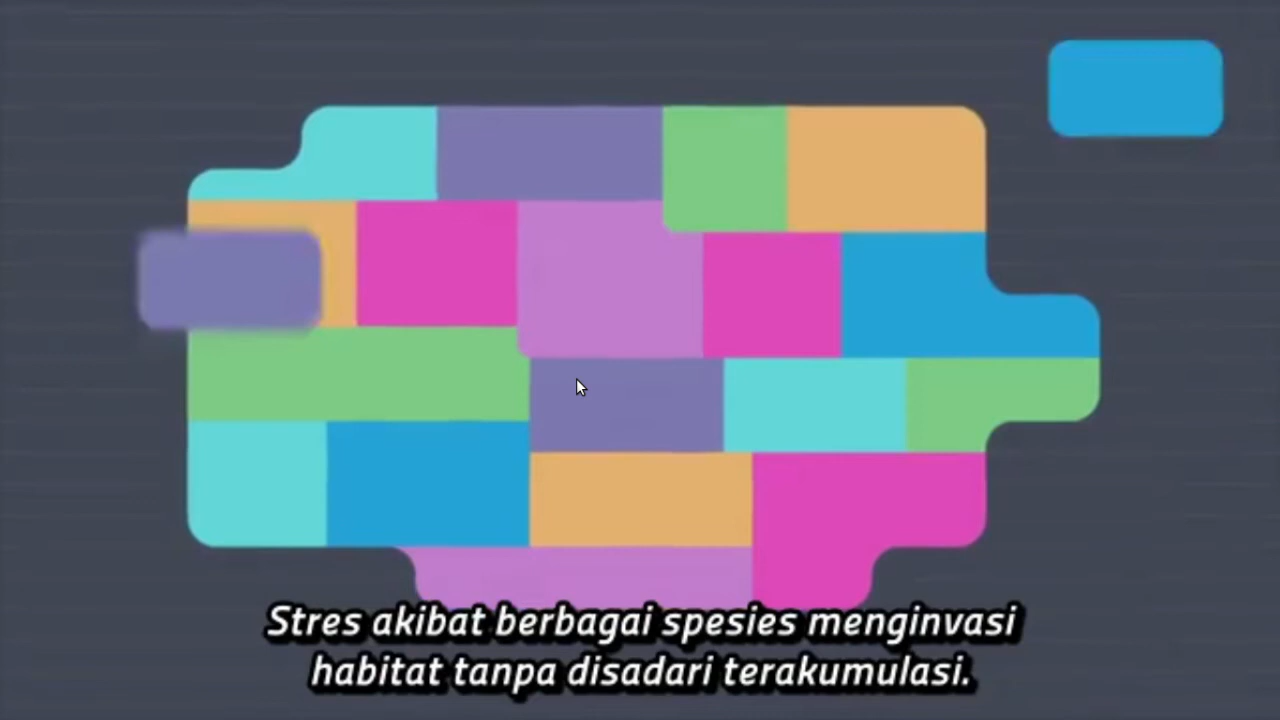 Stres akibat berbagai spesies menginvasi
habitat tanpa disadari terakumulasi.